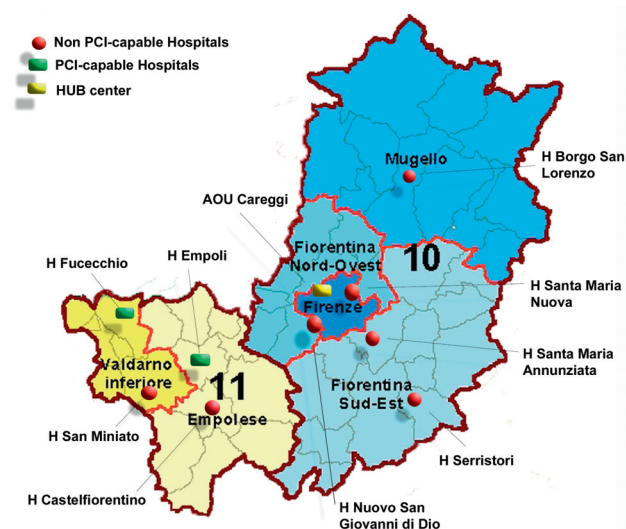 Non PCI-capable Hospitals
PCI-capable Hospitals
HUB center
Mugello
H Borgo San
Lorenzo
AOU Careggi
Fiorentina
Nord-Ovest
10
H Empoli
H Fucecchio
Firenze
H Santa Maria
Nuova
H Santa Maria
Annunziata
Valdarno
inferiore
11
Empolese
Fiorentina
Sud-Est
H San Miniato
H Serristori
H Castelfiorentino
H Nuovo San
Giovanni di Dio